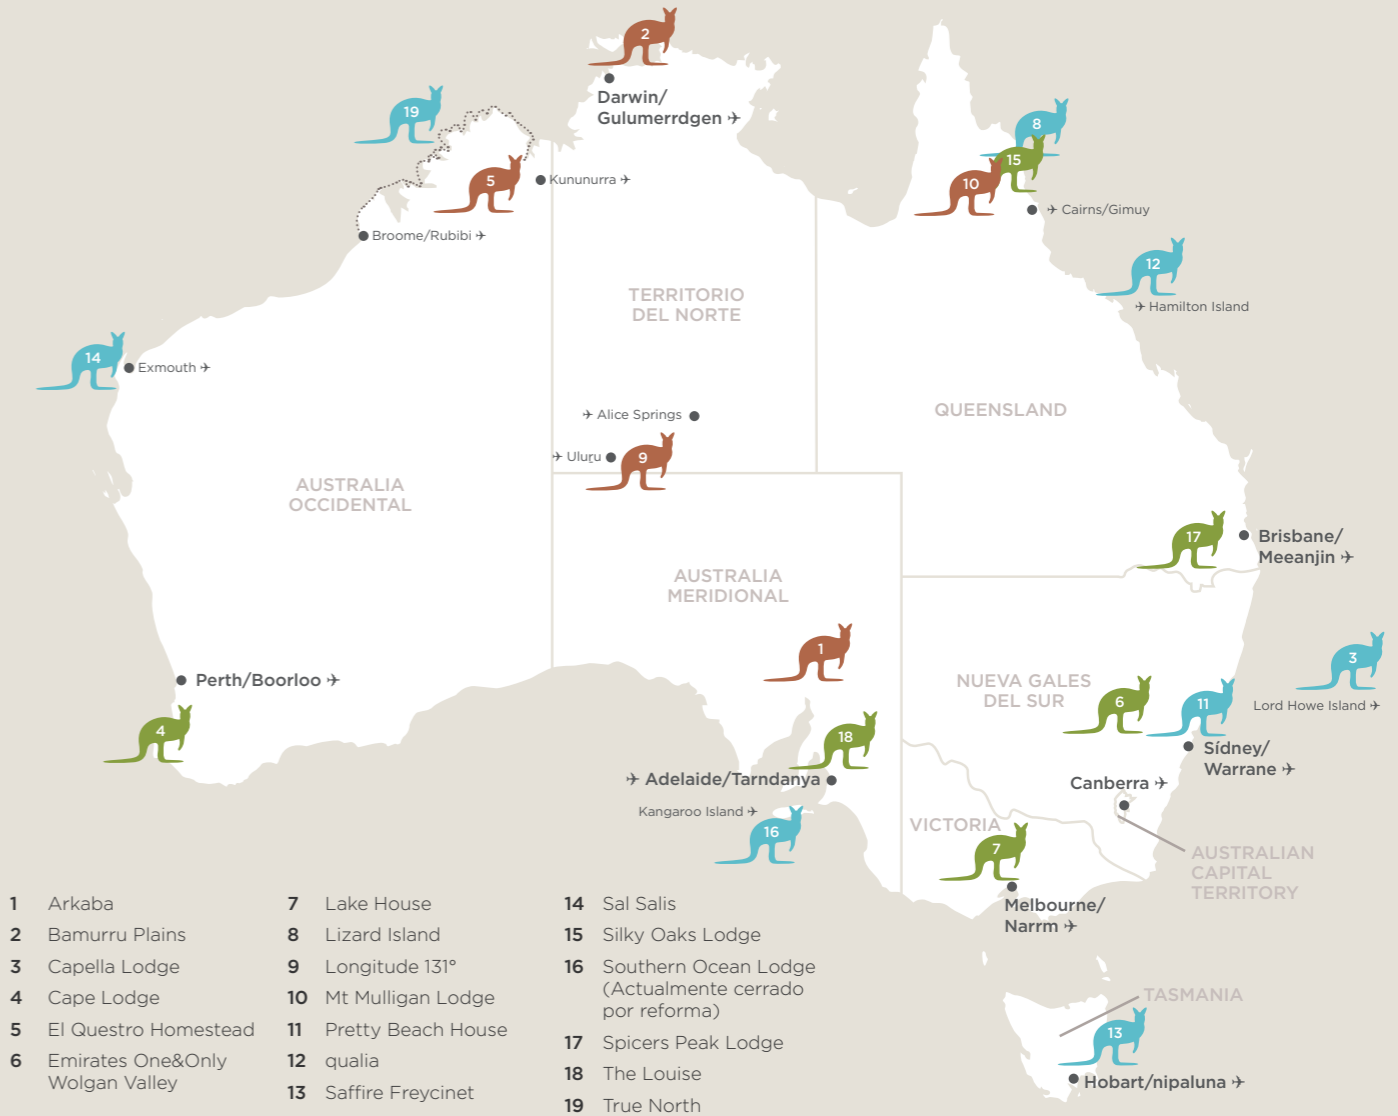 2
19
Darwin/
Gulumerrdgen ✈
8
15
5
Kununurra ✈
10
✈ Cairns/Gimuy
Broome/Rubibi ✈
12
TERRITORIO
DEL NORTE
✈ Hamilton Island
14
Exmouth ✈
QUEENSLAND
✈ Alice Springs
✈ Uluṟu
9
AUSTRALIA
OCCIDENTAL
17
Brisbane/
Meeanjin ✈
AUSTRALIA
MERIDIONAL
1
3
Perth/Boorloo ✈
NUEVA GALES
DEL SUR
6
11
Lord Howe Island ✈
4
18
Sídney/
Warrane ✈
✈ Adelaide/Tarndanya
Canberra ✈
Kangaroo Island ✈
16
VICTORIA
7
AUSTRALIAN
CAPITAL
TERRITORY
Melbourne/
Narrm ✈
TASMANIA
13
Hobart/nipaluna ✈
1 Arkaba
2 Bamurru Plains
3 Capella Lodge
4 Cape Lodge
5 El Questro Homestead
6 Emirates One&Only
Wolgan Valley
7 Lake House
8 Lizard Island
9 Longitude 131°
10 Mt Mulligan Lodge
11 Pretty Beach House
12 qualia
13 Saffire Freycinet
14 Sal Salis
15 Silky Oaks Lodge
16 Southern Ocean Lodge
(Actualmente cerrado
por reforma)
17 Spicers Peak Lodge
18 The Louise
19 True North